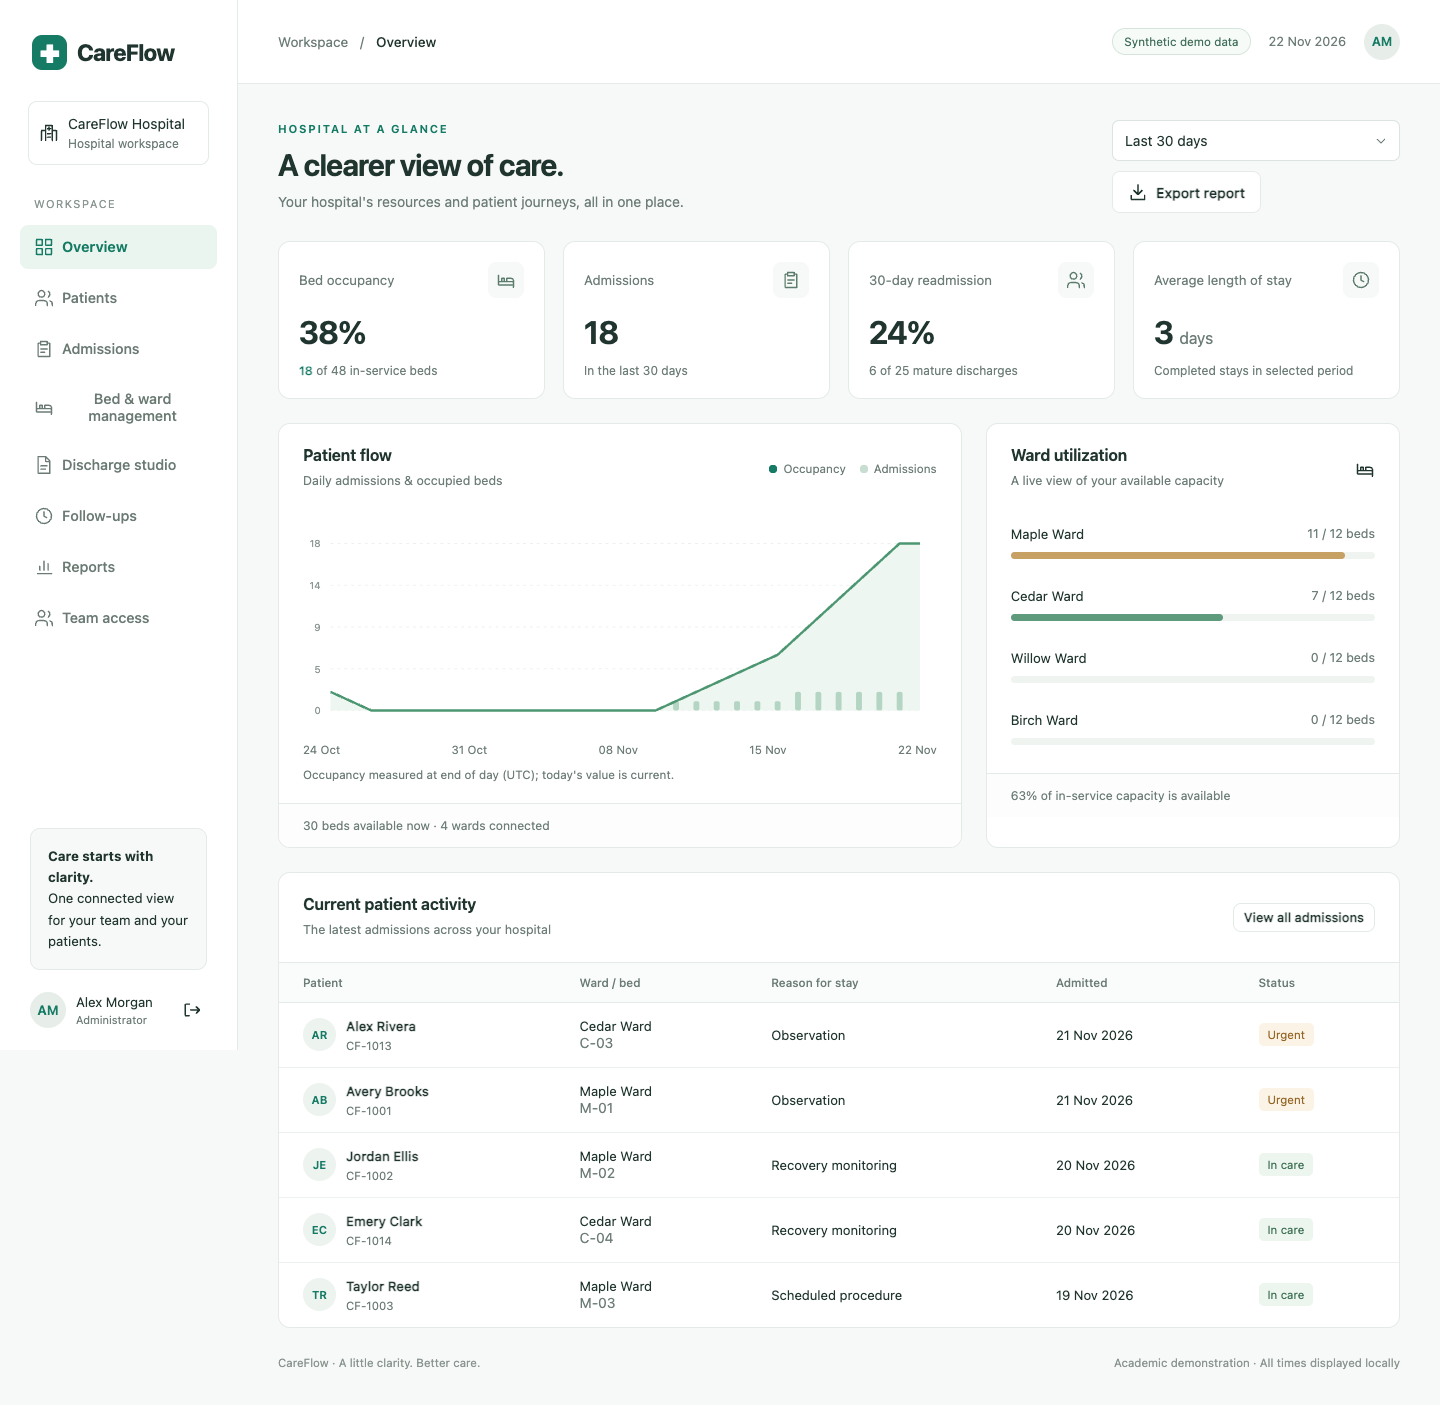 CareFlow
CareFlow Hospital
Hospital workspace
WORKSPACE
Overview
Patients
Admissions
Bed & ward
management
Discharge studio
Follow-ups
Reports
Team access
Care starts with
clarity.
One connected view
for your team and your
patients.
AM
Alex Morgan
Administrator
Workspace / Overview
Synthetic demo data
22 Nov 2026
AM
HOSPITAL AT A GLANCE
A clearer view of care.
Your hospital's resources and patient journeys, all in one place.
Last 30 days
Export report
Bed occupancy
38%
18 of 48 in-service beds
Admissions
18
In the last 30 days
30-day readmission
24%
6 of 25 mature discharges
Average length of stay
3 days
Completed stays in selected period
Patient flow
Daily admissions & occupied beds
Occupancy
Admissions
18
14
9
5
0
24 Oct
31 Oct
08 Nov
15 Nov
22 Nov
Occupancy measured at end of day (UTC); today's value is current.
30 beds available now · 4 wards connected
Ward utilization
A live view of your available capacity
Maple Ward
11 / 12 beds
Cedar Ward
7 / 12 beds
Willow Ward
0 / 12 beds
Birch Ward
0 / 12 beds
63% of in-service capacity is available
Current patient activity
The latest admissions across your hospital
View all admissions
Patient
Ward / bed
Reason for stay
Admitted
Status
AR
Alex Rivera
CF-1013
Cedar Ward
C-03
Observation
21 Nov 2026
Urgent
AB
Avery Brooks
CF-1001
Maple Ward
M-01
Observation
21 Nov 2026
Urgent
JE
Jordan Ellis
CF-1002
Maple Ward
M-02
Recovery monitoring
20 Nov 2026
In care
EC
Emery Clark
CF-1014
Cedar Ward
C-04
Recovery monitoring
20 Nov 2026
In care
TR
Taylor Reed
CF-1003
Maple Ward
M-03
Scheduled procedure
19 Nov 2026
In care
CareFlow · A little clarity. Better care.
Academic demonstration · All times displayed locally